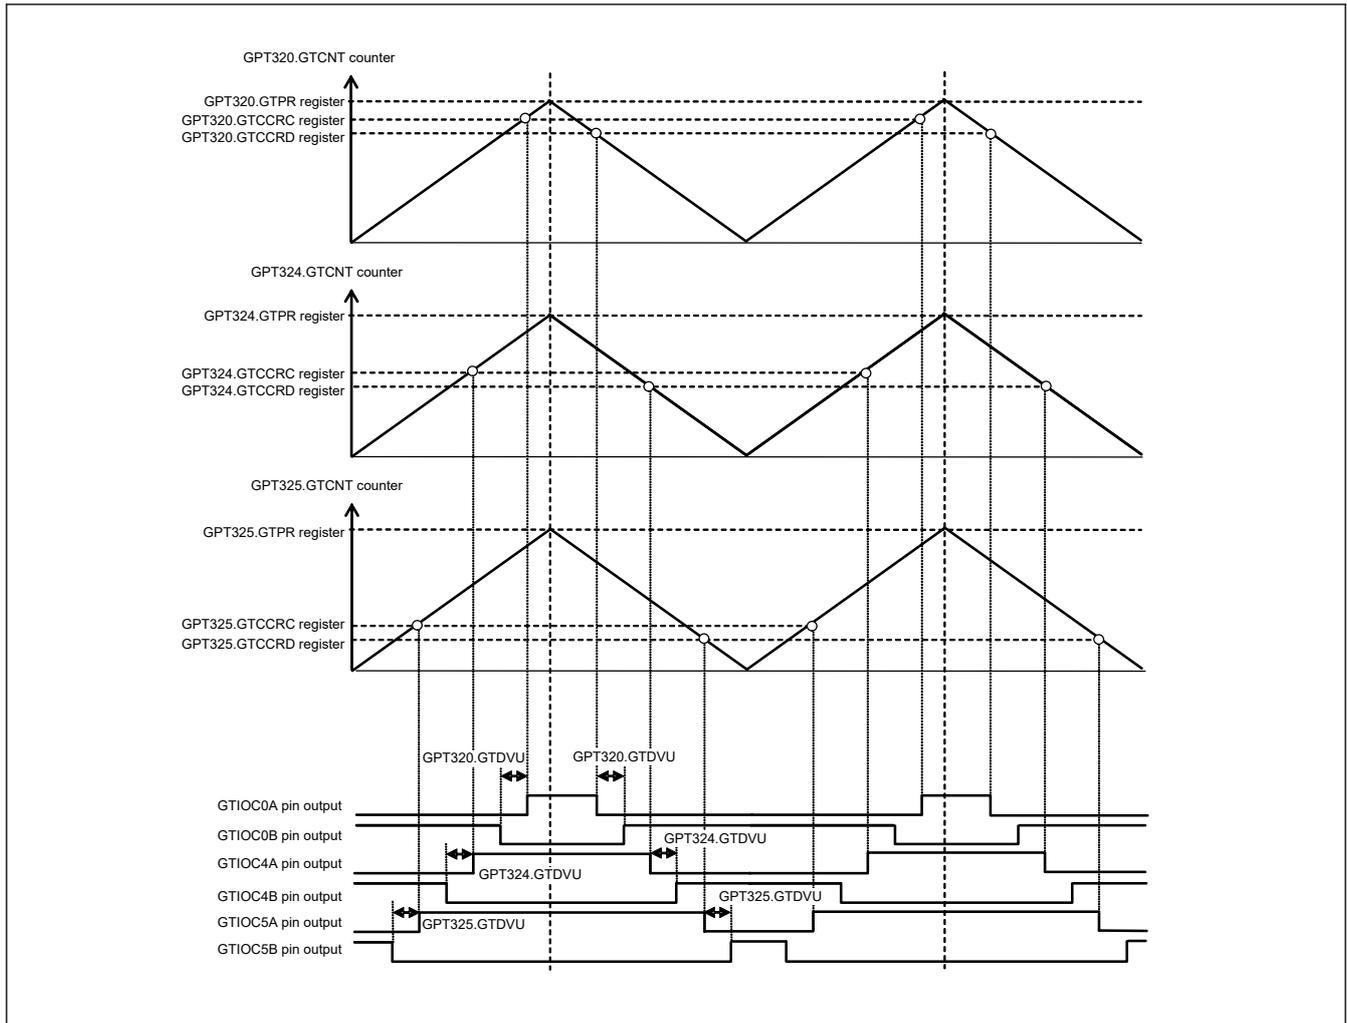 GPT320.GTCNT counter
GPT320.GTPR register
GPT320.GTCCRC register
GPT320.GTCCRD register
GPT324.GTCNT counter
GPT324.GTPR register
GPT324.GTCCRC register
GPT324.GTCCRD register
GPT325.GTCNT counter
GPT325.GTPR register
GPT325.GTCCRC register
GPT325.GTCCRD register
GPT320.GTDVU GPT320.GTDVU
GTIOC0A pin output
GTIOC0B pin output
GPT324.GTDVU
GTIOC4A pin output
GPT324.GTDVU
GTIOC4B pin output
GPT325.GTDVU
GTIOC5A pin output
GPT325.GTDVU
GTIOC5B pin output